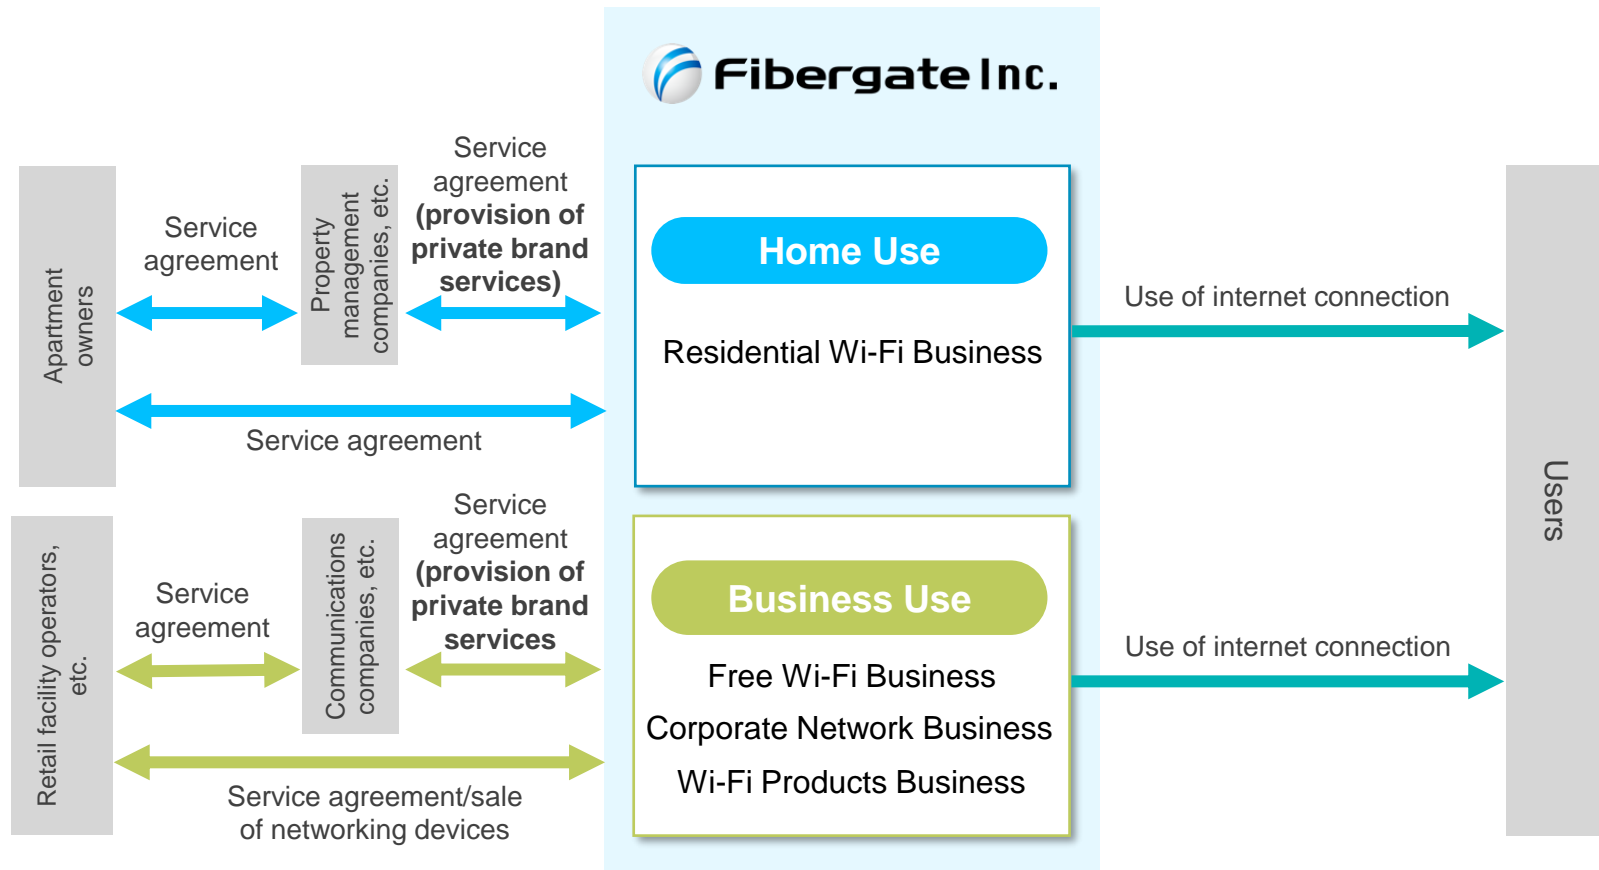 Fibergate Inc.
Apartment
owners
Service
agreement
Property
management
companies, etc.
Service
agreement
(provision of
private brand
services)
Service agreement
Home Use
Residential Wi-Fi Business
Use of internet connection
Retail facility operators,
etc.
Service
agreement
Communications
companies, etc.
Service
agreement
(provision of
private brand
services
Service agreement/sale
of networking devices
Business Use
Free Wi-Fi Business
Corporate Network Business
Wi-Fi Products Business
Use of internet connection
Users